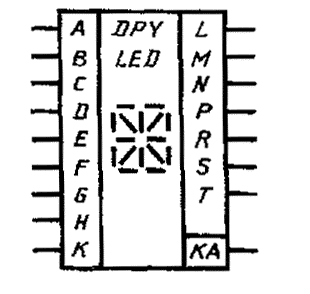 A DPY L
B LED M
C N
D P
E R
F S
G T
H
K KA